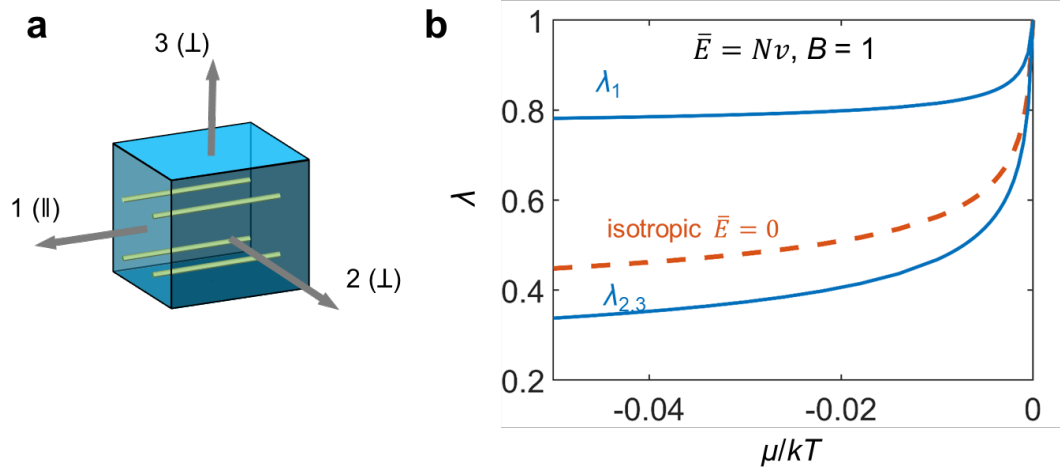 a
3 (⊥)
1 (॥)
2 (⊥)
b
Ē = Nv, B = 1
λ₁
isotropic Ē = 0
λ₂,₃
λ
1
0.8
0.6
0.4
0.2
-0.04
-0.02
0
μ/kT